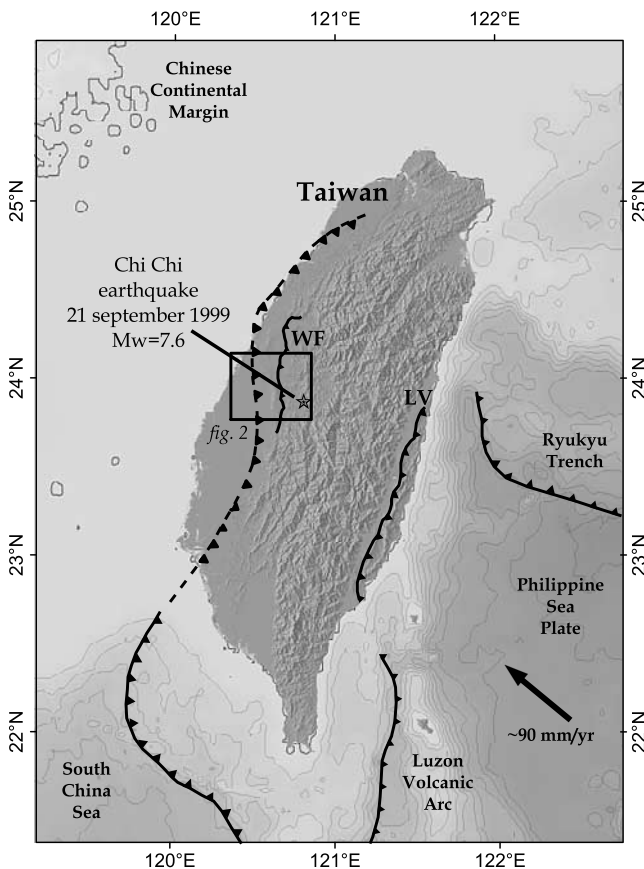 120°E 121°E 122°E
Chinese
Continental
Margin
25°N
25°N
Taiwan
Chi Chi
earthquake
21 september 1999
Mw=7.6
WF
24°N
24°N
LV
fig. 2
Ryukyu
Trench
23°N
23°N
Philippine
Sea
Plate
22°N
22°N
~90 mm/yr
South
China
Sea
Luzon
Volcanic
Arc
120°E 121°E 122°E